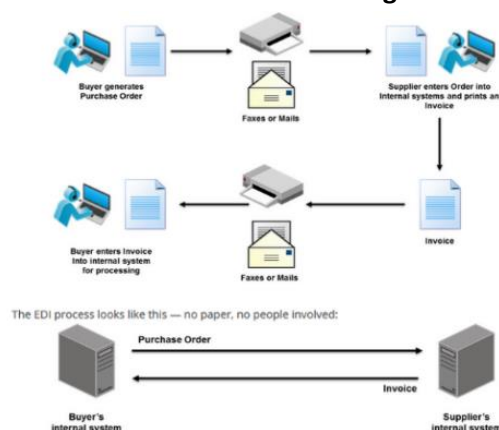 Buyer generates
Purchase Order
Faxes or Mails
Supplier enters Order into
Internal systems and prints an
Invoice
Buyer enters Invoice
Into internal system
for processing
Faxes or Mails
Invoice
The EDI process looks like this — no paper, no people involved:
Purchase Order
Invoice
Buyer's
internal system
Supplier's
internal system